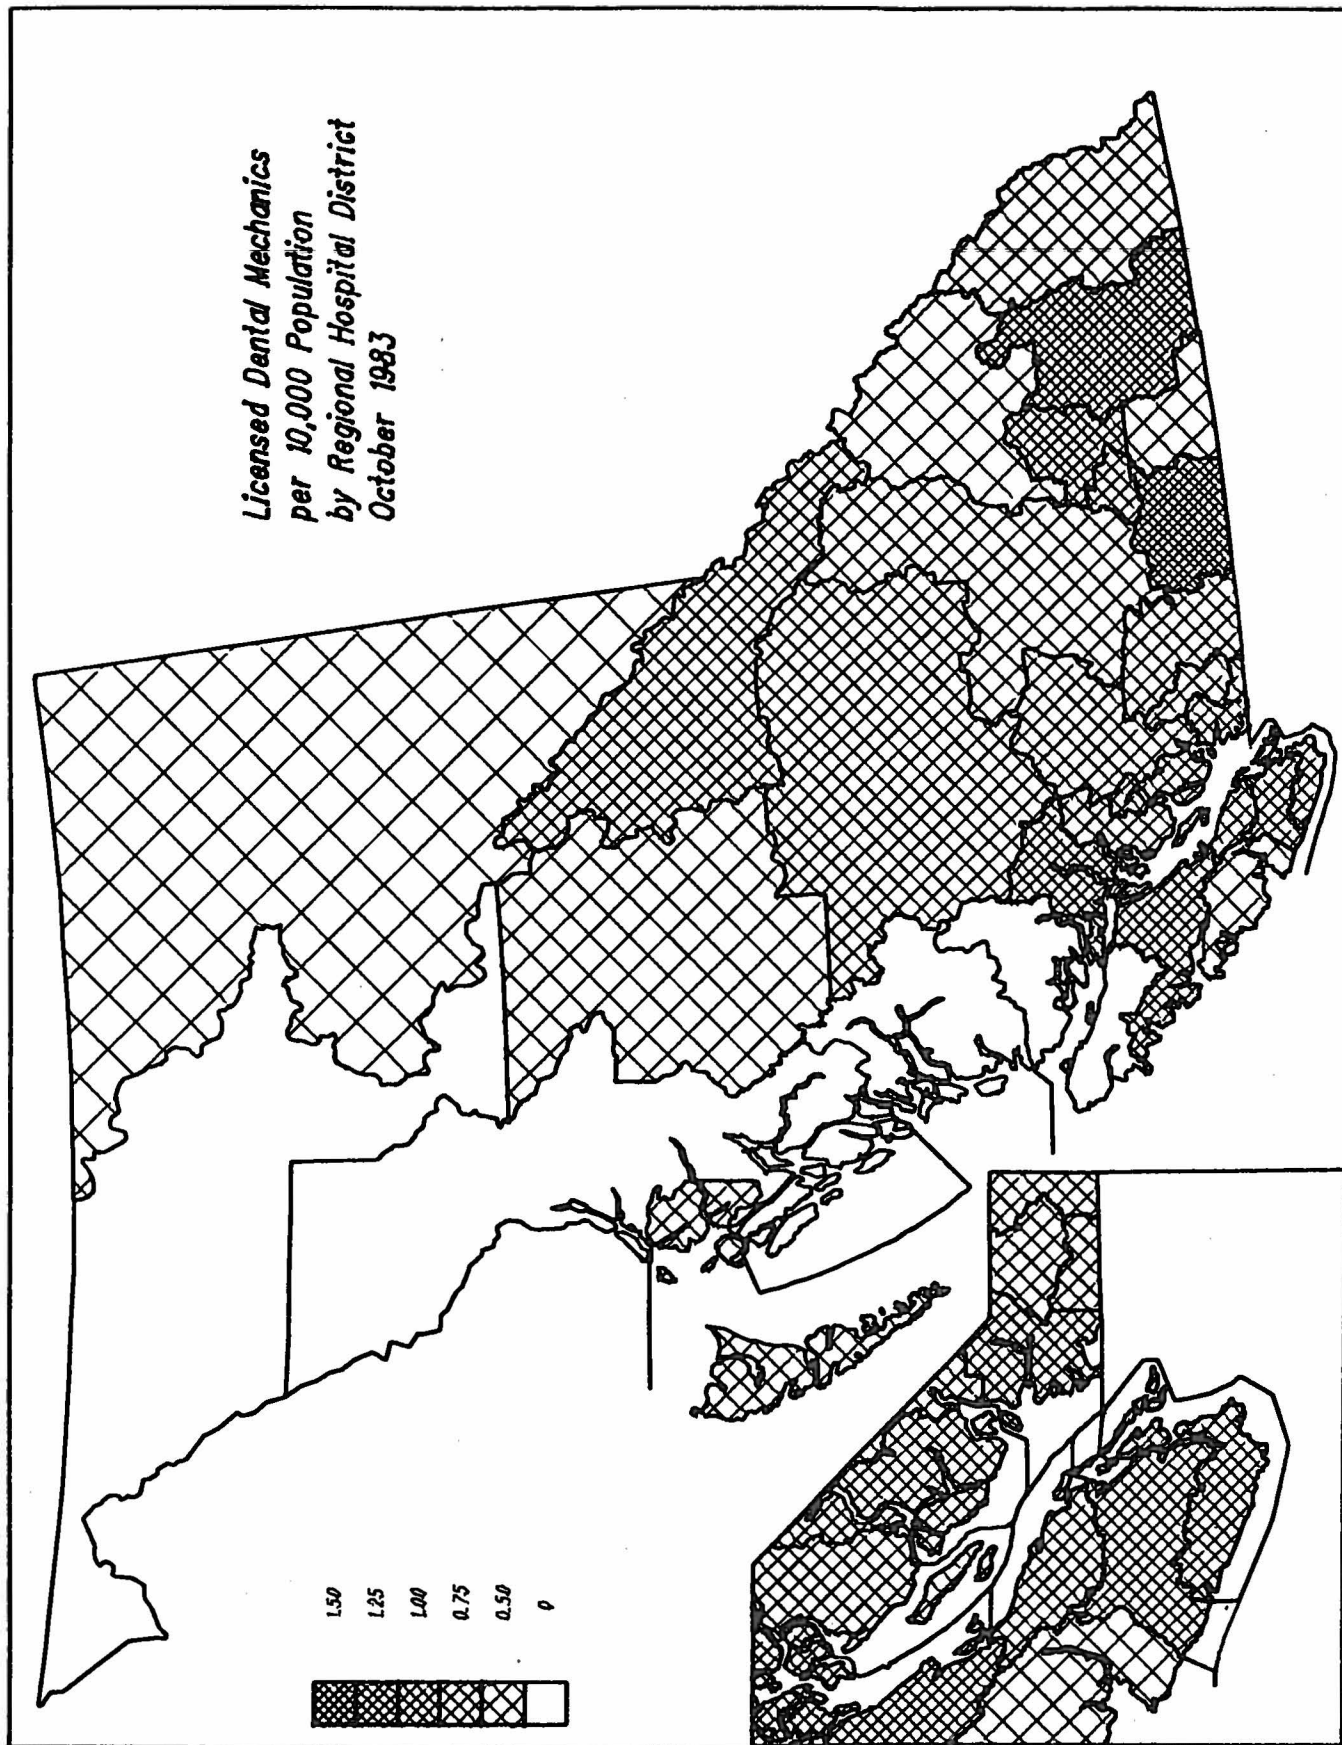 Licensed Dental Mechanics
per 10,000 Population
by Regional Hospital District
October 1983
1.50
1.25
1.00
0.75
0.50
0